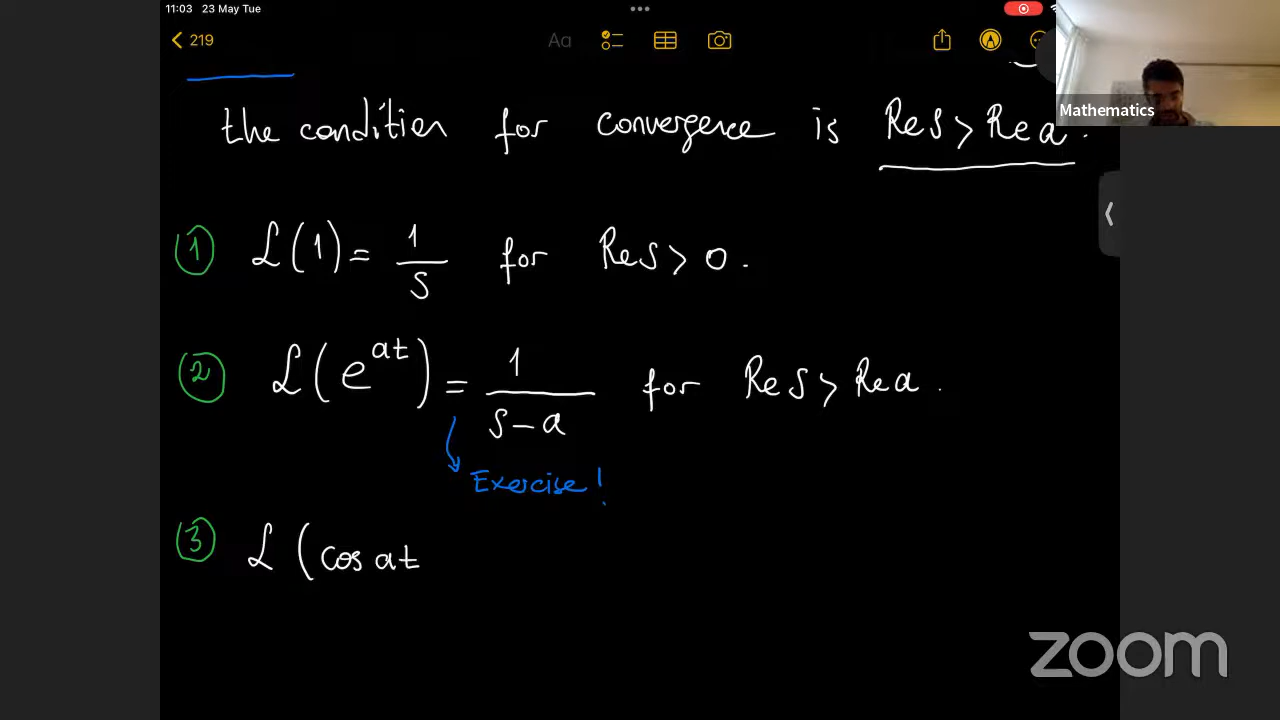 11:03 23 May Tue
219
Aa
Mathematics
the condition for convergence is Re s > Re a.
① ℒ(1) = 1/s for Re s > 0.
② ℒ(e^{at}) = 1/(s-a) for Re s > Re a.
Exercise!
③ ℒ(cos at
zoom